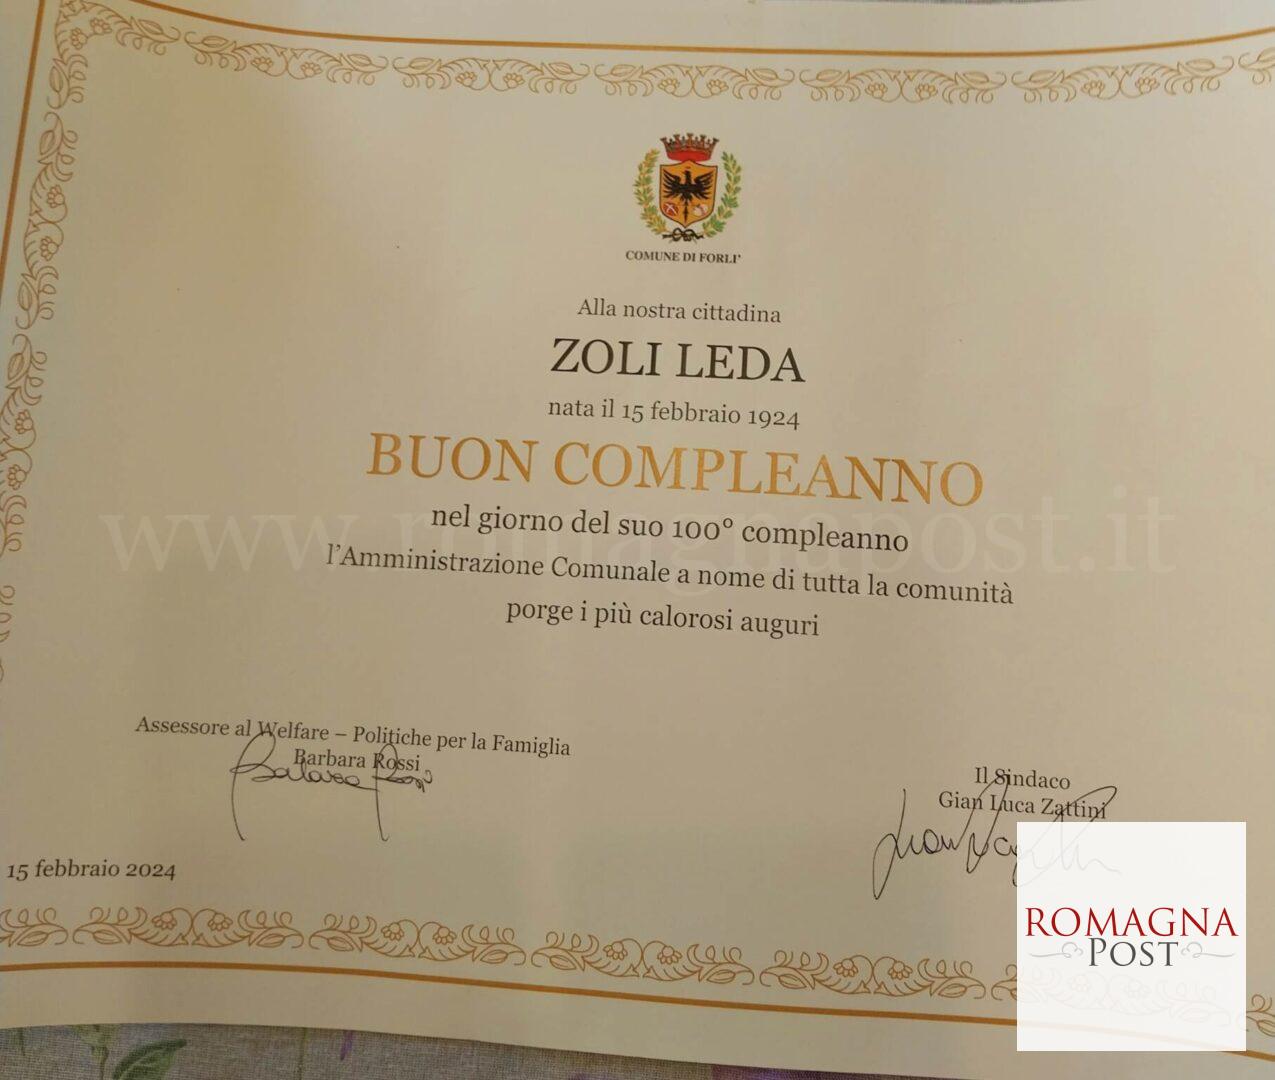 COMUNE DI FORLI'
Alla nostra cittadina
ZOLI LEDA
nata il 15 febbraio 1924
BUON COMPLEANNO
nel giorno del suo 100° compleanno
www.romagnapost.it
l'Amministrazione Comunale a nome di tutta la comunità
porge i più calorosi auguri
Assessore al Welfare – Politiche per la Famiglia
Barbara Rossi
Barbara Rossi
Il Sindaco
Gian Luca Zattini
15 febbraio 2024
ROMAGNA
POST